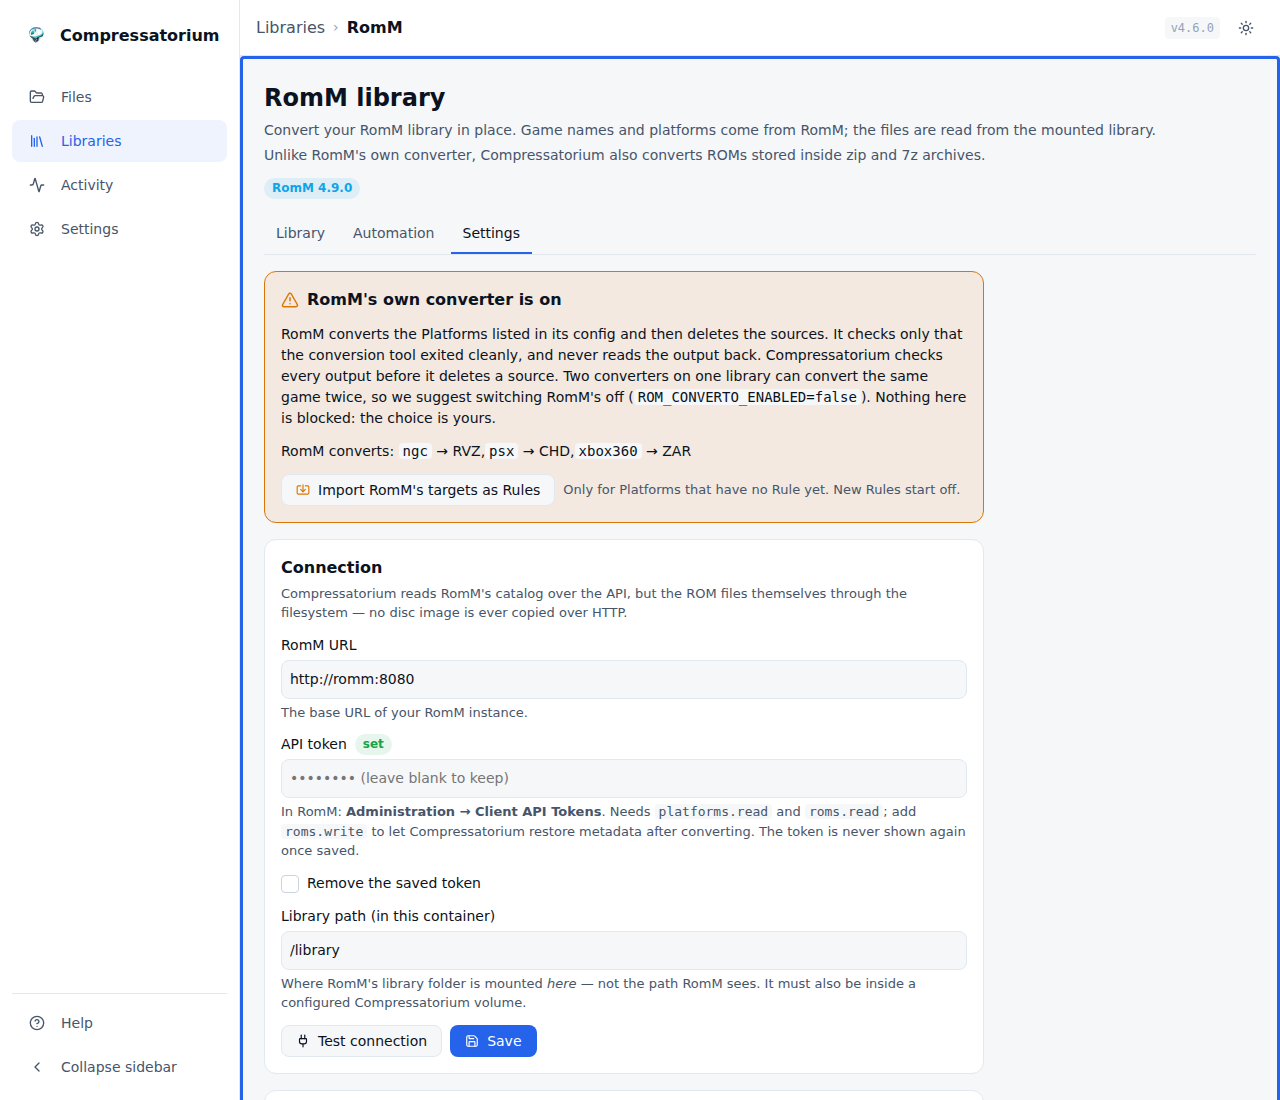 Compressatorium
Libraries › RomM
v4.6.0
Files
Libraries
Activity
Settings
RomM library
Convert your RomM library in place. Game names and platforms come from RomM; the files are read from the mounted library.
Unlike RomM's own converter, Compressatorium also converts ROMs stored inside zip and 7z archives.
RomM 4.9.0
Library Automation Settings
RomM's own converter is on
RomM converts the Platforms listed in its config and then deletes the sources. It checks only that
the conversion tool exited cleanly, and never reads the output back. Compressatorium checks
every output before it deletes a source. Two converters on one library can convert the same
game twice, so we suggest switching RomM's off ( ROM_CONVERTO_ENABLED=false ). Nothing here
is blocked: the choice is yours.
RomM converts: ngc → RVZ, psx → CHD, xbox360 → ZAR
Import RomM's targets as Rules Only for Platforms that have no Rule yet. New Rules start off.
Connection
Compressatorium reads RomM's catalog over the API, but the ROM files themselves through the
filesystem — no disc image is ever copied over HTTP.
RomM URL
http://romm:8080
The base URL of your RomM instance.
API token set
•••••••• (leave blank to keep)
In RomM: Administration → Client API Tokens. Needs platforms.read and roms.read ; add
roms.write to let Compressatorium restore metadata after converting. The token is never shown again
once saved.
Remove the saved token
Library path (in this container)
/library
Where RomM's library folder is mounted here — not the path RomM sees. It must also be inside a
configured Compressatorium volume.
Test connection Save
Help
Collapse sidebar